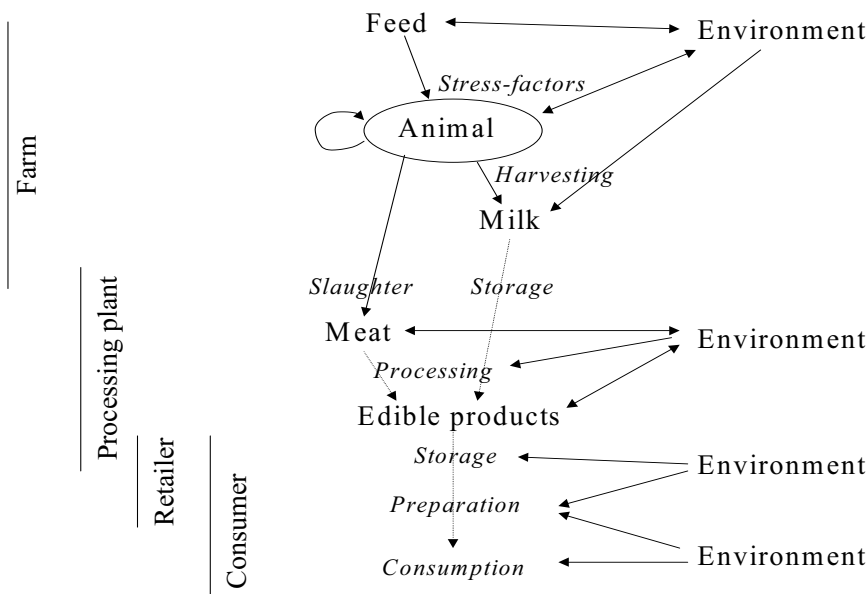 Feed
Environment
Stress-factors
Animal
Harvesting
Milk
Slaughter
Storage
Meat
Environment
Processing
Edible products
Storage
Environment
Preparation
Environment
Consumption
Farm
Processing plant
Retailer
Consumer